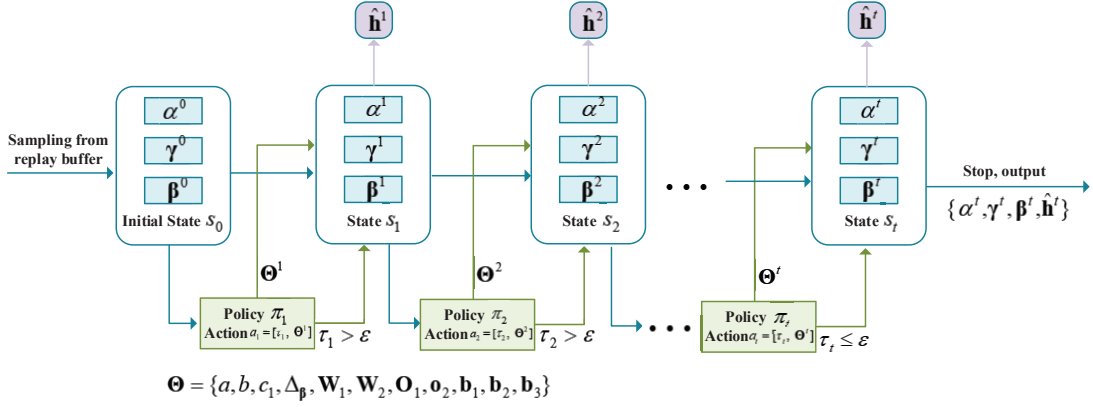 ĥ¹ ĥ² ĥᵗ
α⁰ α¹ α² αᵗ
Sampling from
replay buffer
γ⁰ γ¹ γ² γᵗ
Stop, output
β⁰ β¹ β² ... βᵗ
{αᵗ,γᵗ,βᵗ,ĥᵗ}
Initial State s₀ State s₁ State s₂ State sₜ
Θ¹ Θ² Θᵗ
Policy π₁ Policy π₂ Policy πₜ
Action a₁=[τ₁, Θ¹] τ₁ > ε Action a₂=[τ₂, Θ²] τ₂ > ε ... Action aₜ=[τₜ, Θᵗ] τₜ ≤ ε
Θ = {a, b, c₁, Δ_β, W₁, W₂, O₁, o₂, b₁, b₂, b₃}